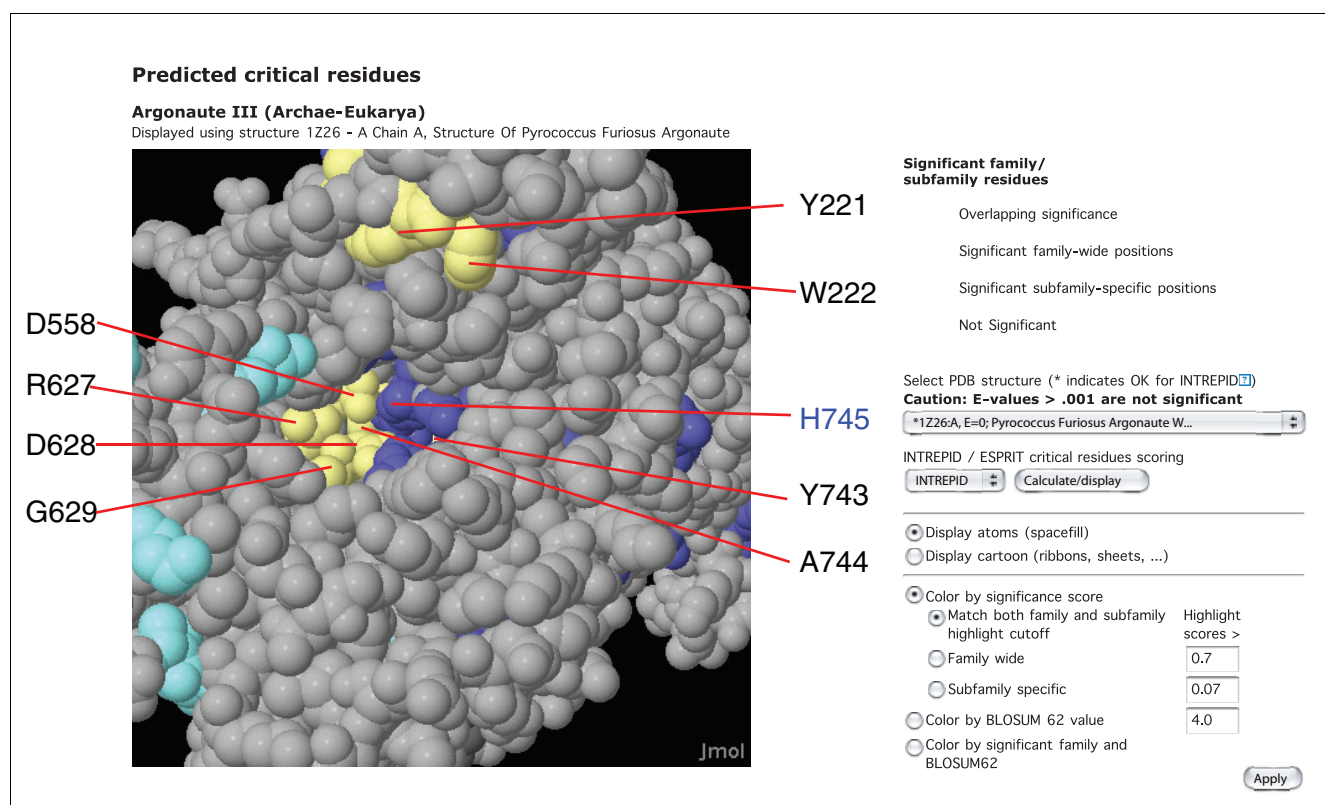 Predicted critical residues
Argonaute III (Archae-Eukarya)
Displayed using structure 1Z26 - A Chain A, Structure Of Pyrococcus Furiosus Argonaute
D558
R627
D628
G629
Y221
W222
H745
Y743
A744
Jmol
Significant family/
subfamily residues
Overlapping significance
Significant family-wide positions
Significant subfamily-specific positions
Not Significant
Select PDB structure (* indicates OK for INTREPID?)
Caution: E-values > .001 are not significant
*1Z26:A, E=0; Pyrococcus Furiosus Argonaute W...
INTREPID / ESPRIT critical residues scoring
INTREPID Calculate/display
Display atoms (spacefill)
Display cartoon (ribbons, sheets, ...)
Color by significance score
Match both family and subfamily Highlight
highlight cutoff scores >
Family wide 0.7
Subfamily specific 0.07
Color by BLOSUM 62 value 4.0
Color by significant family and
BLOSUM62
Apply